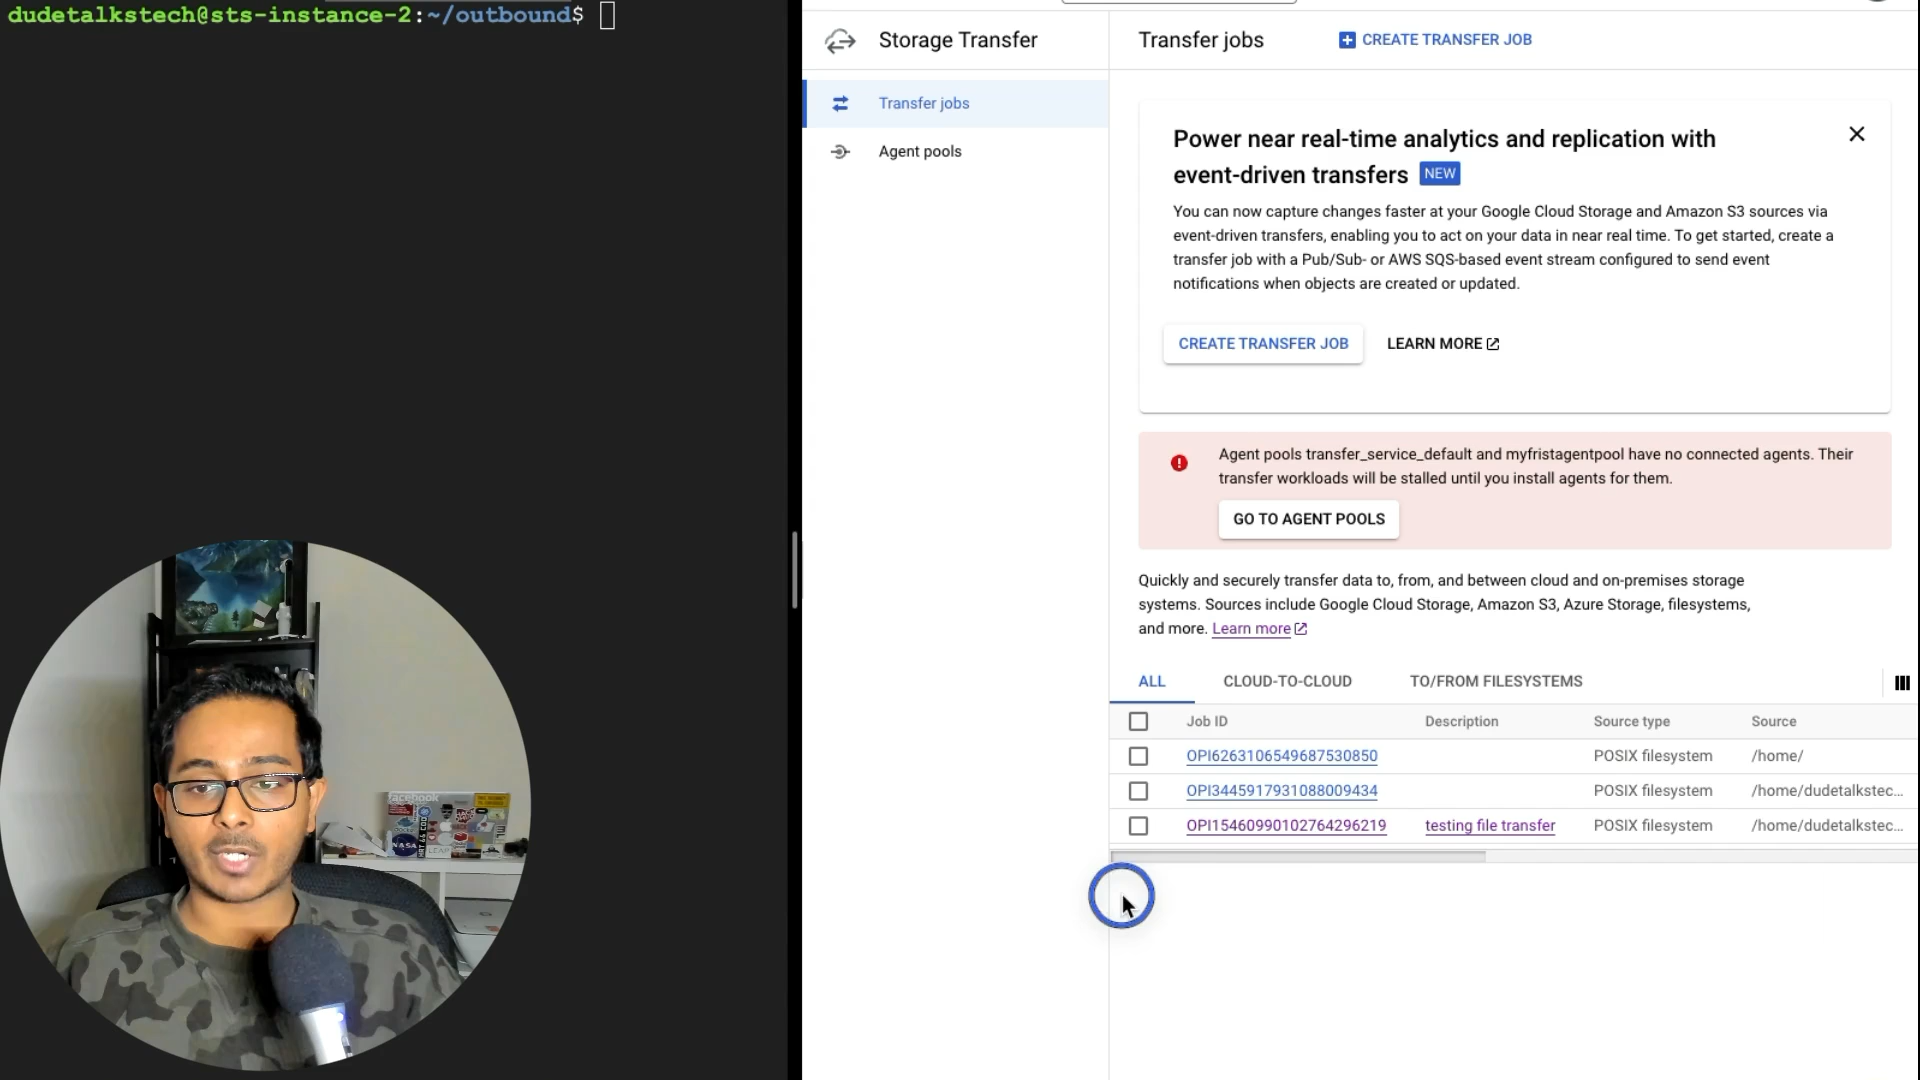 dudetalkstech@sts-instance-2:~/outbound$
Storage Transfer
Transfer jobs
Agent pools
Transfer jobs
CREATE TRANSFER JOB
Power near real-time analytics and replication with
event-driven transfers NEW
You can now capture changes faster at your Google Cloud Storage and Amazon S3 sources via
event-driven transfers, enabling you to act on your data in near real time. To get started, create a
transfer job with a Pub/Sub- or AWS SQS-based event stream configured to send event
notifications when objects are created or updated.
CREATE TRANSFER JOB LEARN MORE
Agent pools transfer_service_default and myfristagentpool have no connected agents. Their
transfer workloads will be stalled until you install agents for them.
GO TO AGENT POOLS
Quickly and securely transfer data to, from, and between cloud and on-premises storage
systems. Sources include Google Cloud Storage, Amazon S3, Azure Storage, filesystems,
and more. Learn more
ALL CLOUD-TO-CLOUD TO/FROM FILESYSTEMS
Job ID Description Source type Source
OPI6263106549687530850 POSIX filesystem /home/
OPI3445917931088009434 POSIX filesystem /home/dudetalkstec...
OPI15460990102764296219 testing file transfer POSIX filesystem /home/dudetalkstec...
facebook
NASA